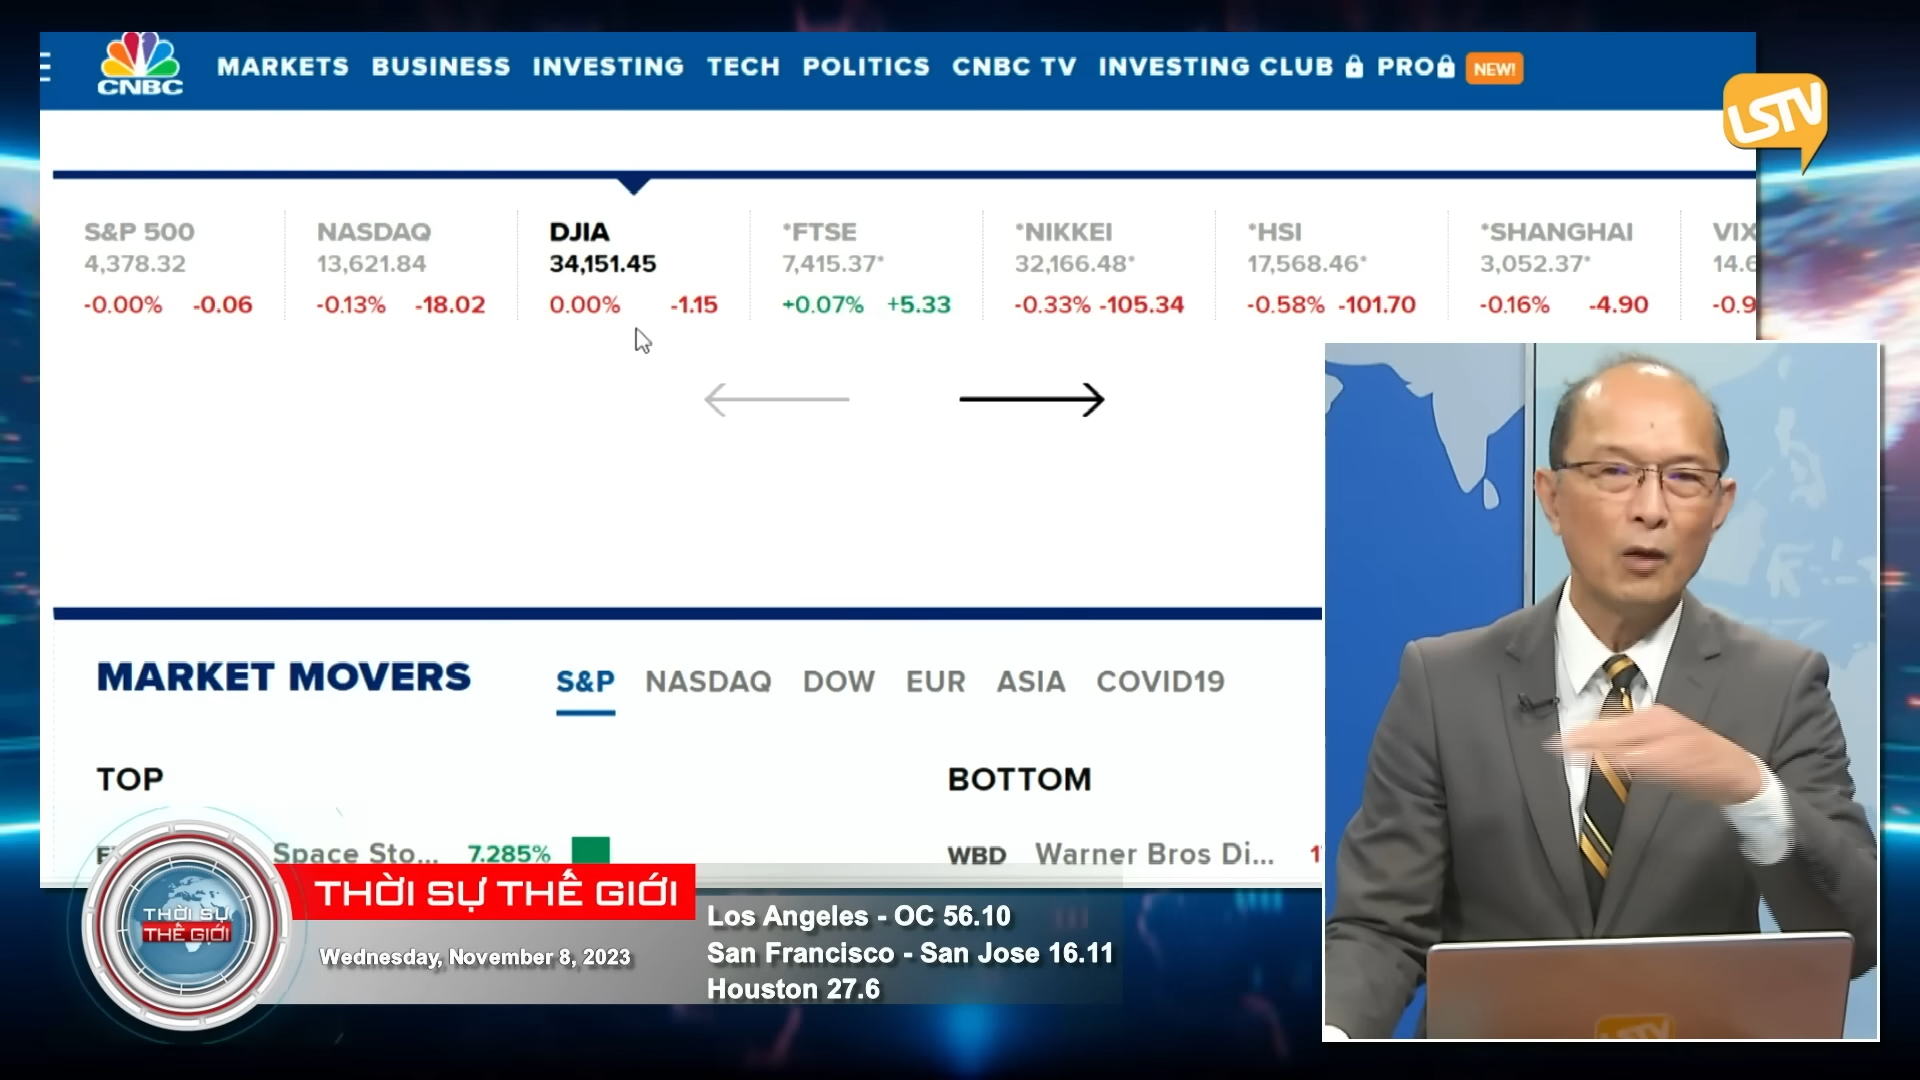 CNBC
MARKETS BUSINESS INVESTING TECH POLITICS CNBC TV INVESTING CLUB PRO NEW!
LSTV
S&P 500 NASDAQ DJIA *FTSE *NIKKEI *HSI *SHANGHAI VIX
4,378.32 13,621.84 34,151.45 7,415.37* 32,166.48* 17,568.46* 3,052.37*
-0.00% -0.06 -0.13% -18.02 0.00% -1.15 +0.07% +5.33 -0.33% -105.34 -0.58% -101.70 -0.16% -4.90
MARKET MOVERS S&P NASDAQ DOW EUR ASIA COVID19
TOP BOTTOM
Space Sto... 7.285% WBD Warner Bros Di...
THỜI SỰ THẾ GIỚI
THỜI SỰ
THẾ GIỚI
Wednesday, November 8, 2023
Los Angeles - OC 56.10
San Francisco - San Jose 16.11
Houston 27.6
LSTV